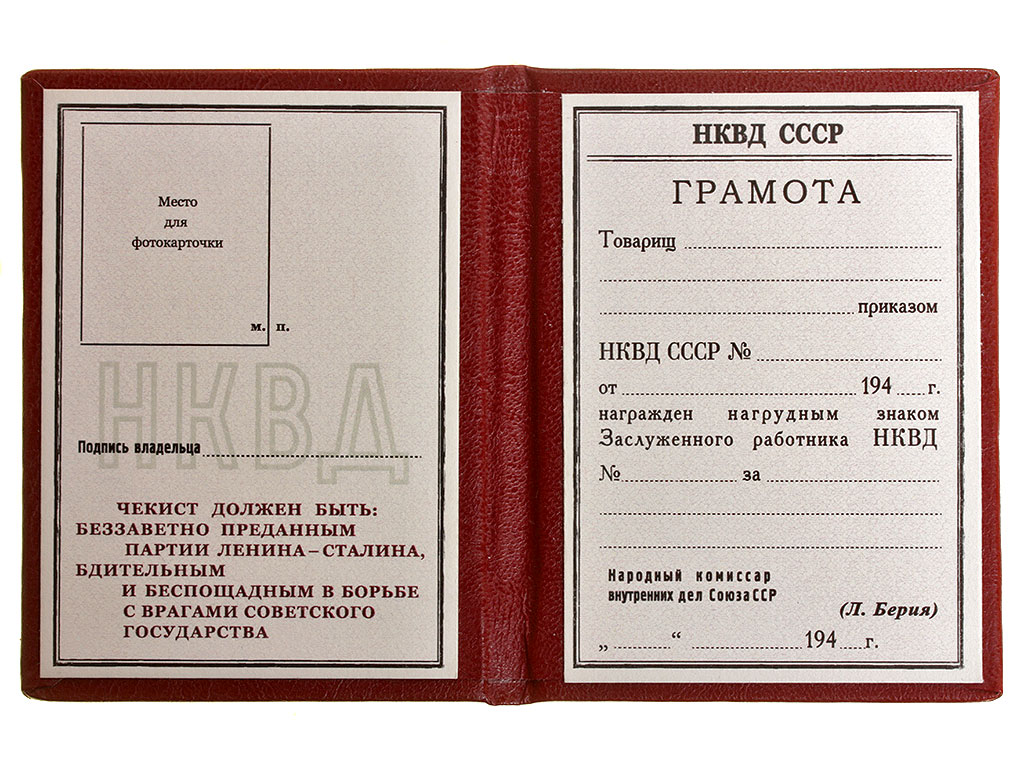 Место
для
фотокарточки
м. п.
НКВД
Подпись владельца
ЧЕКИСТ ДОЛЖЕН БЫТЬ:
БЕЗЗАВЕТНО ПРЕДАННЫМ
ПАРТИИ ЛЕНИНА – СТАЛИНА,
БДИТЕЛЬНЫМ
И БЕСПОЩАДНЫМ В БОРЬБЕ
С ВРАГАМИ СОВЕТСКОГО
ГОСУДАРСТВА
НКВД СССР
ГРАМОТА
Товарищ
приказом
НКВД СССР №
от 194 г.
награжден нагрудным знаком
Заслуженного работника НКВД
№ за
Народный комиссар
внутренних дел Союза ССР
(Л. Берия)
„ “ 194 г.